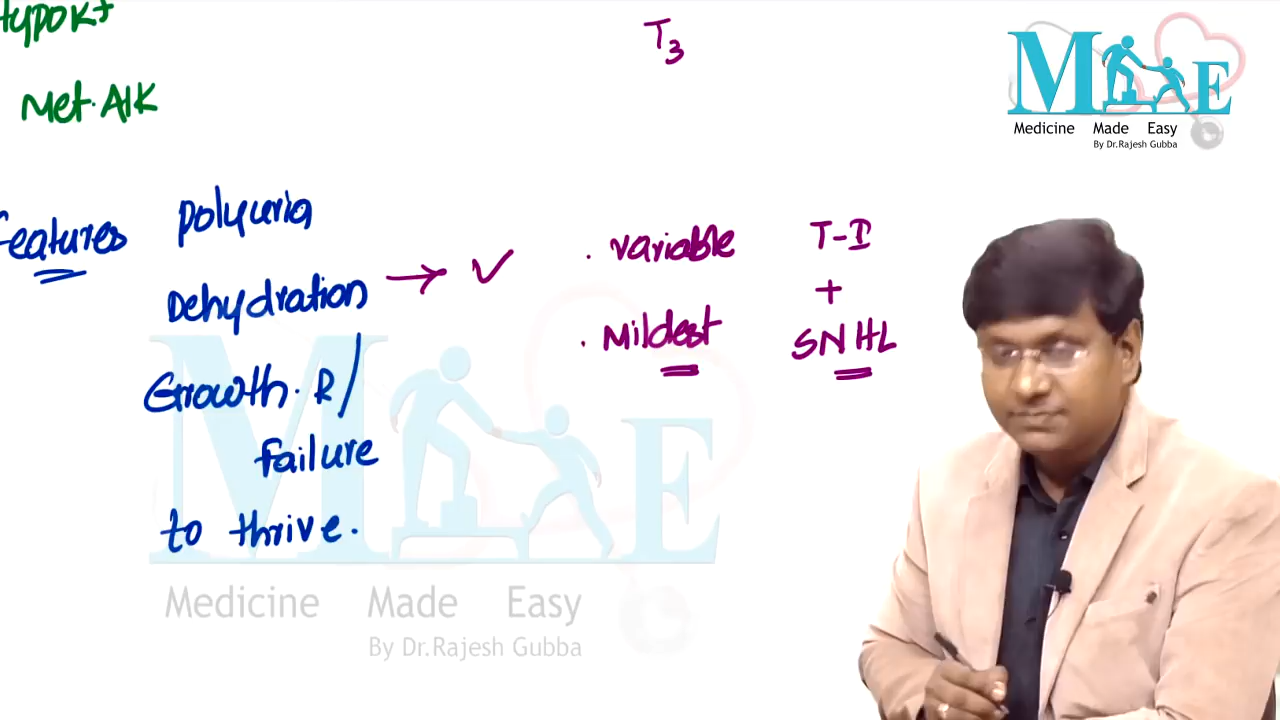 HypoK+
T3
Met. AlK
M E
Medicine Made Easy
By Dr.Rajesh Gubba
Features
polyuria
Dehydration → ✓
Growth. R/
failure
to thrive.
. variable
. Mildest
T-I
+
SNHL
M E
Medicine Made Easy
By Dr.Rajesh Gubba